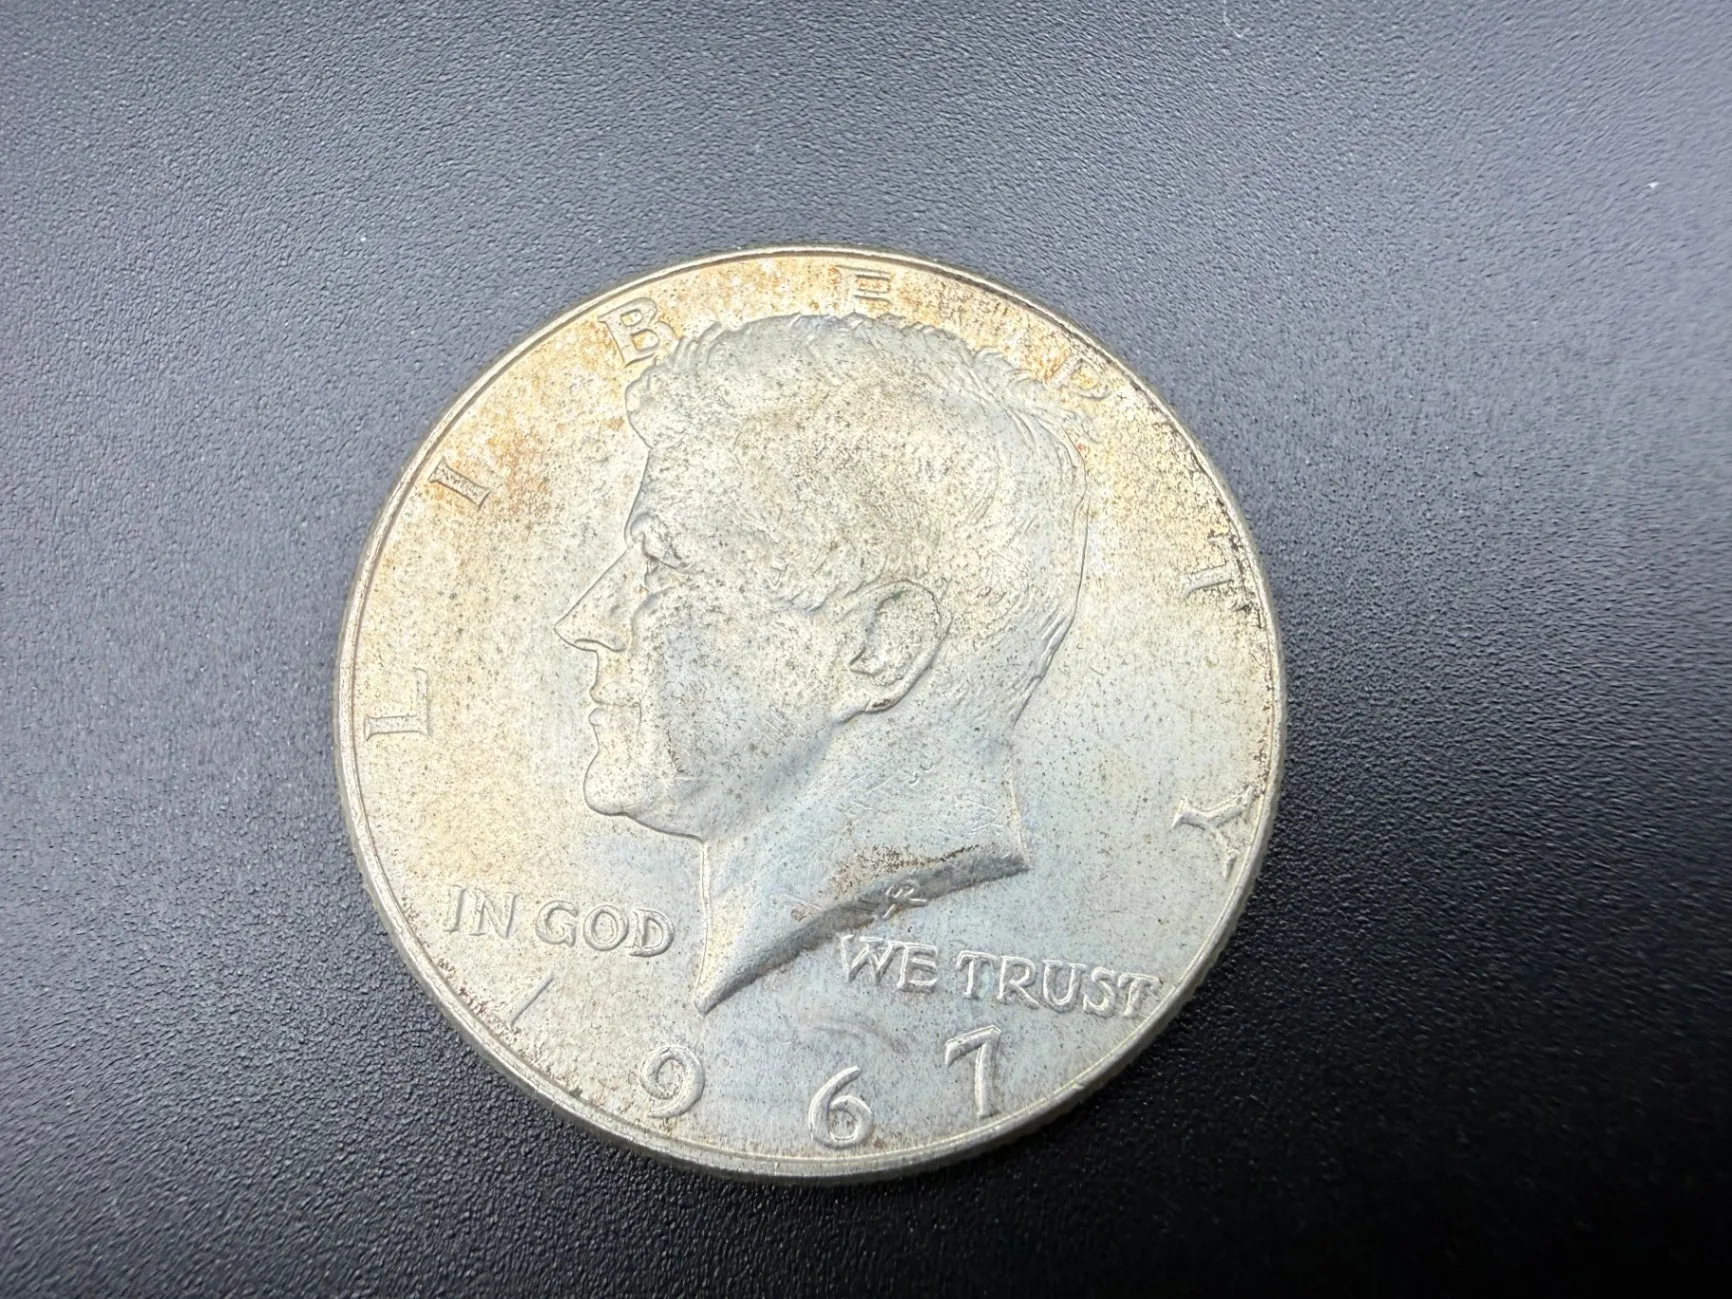 LIBERTY
IN GOD WE TRUST
1967